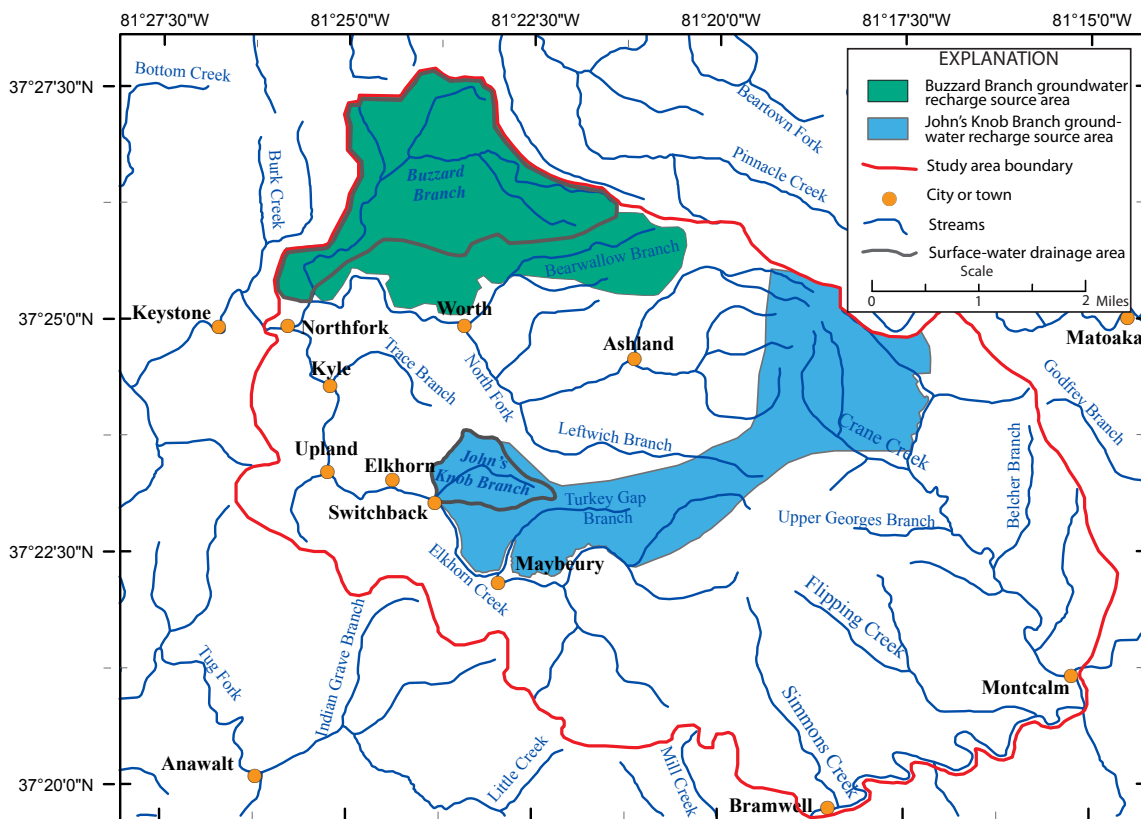 81°27'30"W
81°25'00"W
81°22'30"W
81°20'00"W
81°17'30"W
81°15'00"W
37°27'30"N
37°25'00"N
37°22'30"N
37°20'00"N
EXPLANATION
Buzzard Branch groundwater
recharge source area
John's Knob Branch ground-
water recharge source area
Study area boundary
City or town
Streams
Surface-water drainage area
Scale
0 1 2 Miles
Bottom Creek
Burk Creek
Buzzard
Branch
Beartown Fork
Pinnacle Creek
Bearwallow Branch
Keystone
Northfork
Worth
Ashland
Matoaka
Kyle
Trace Branch
North Fork
Godfrey Branch
Leftwich Branch
Crane Creek
Upland
Elkhorn
John's
Knob Branch
Switchback
Turkey Gap
Branch
Upper Georges Branch
Belcher Branch
Elkhorn Creek
Maybeury
Flipping Creek
Indian Grave Branch
Tug Fork
Montcalm
Simmons Creek
Anawalt
Little Creek
Mill Creek
Bramwell